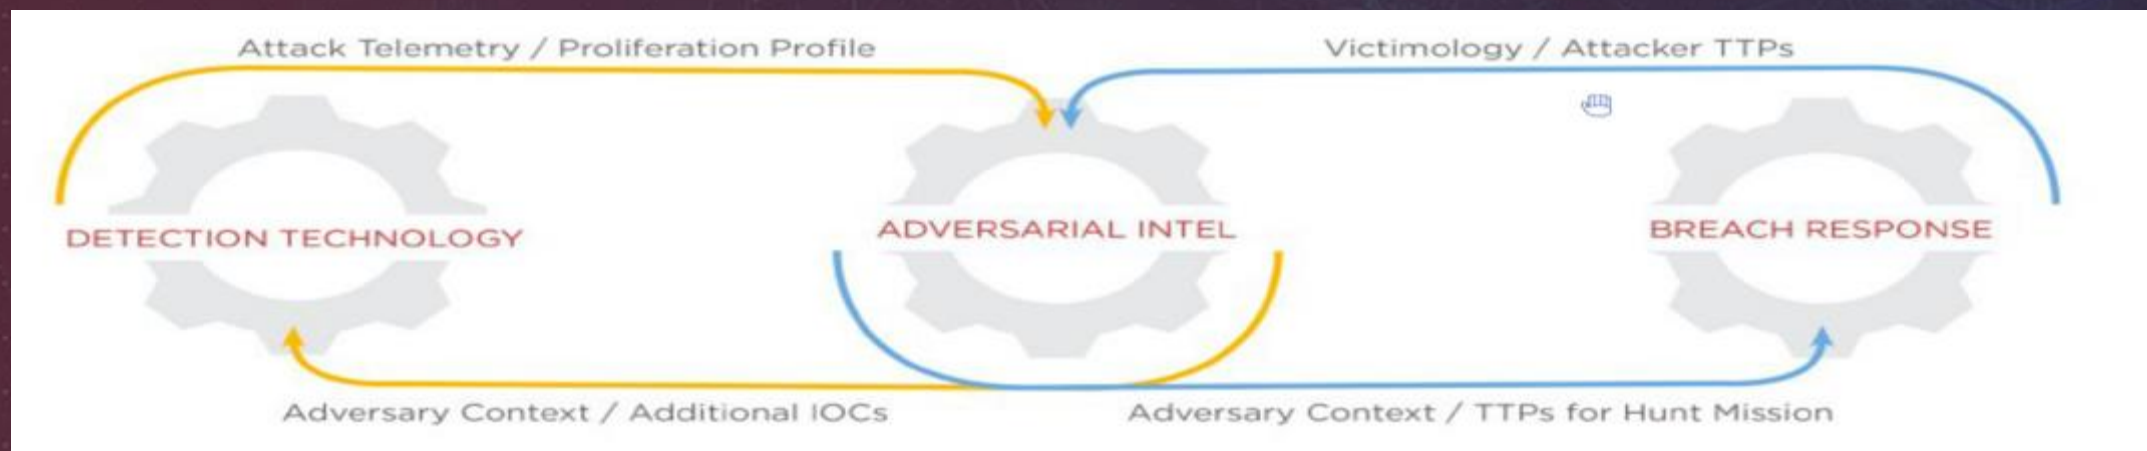 Attack Telemetry / Proliferation Profile
Victimology / Attacker TTPs
DETECTION TECHNOLOGY
ADVERSARIAL INTEL
BREACH RESPONSE
Adversary Context / Additional IOCs
Adversary Context / TTPs for Hunt Mission